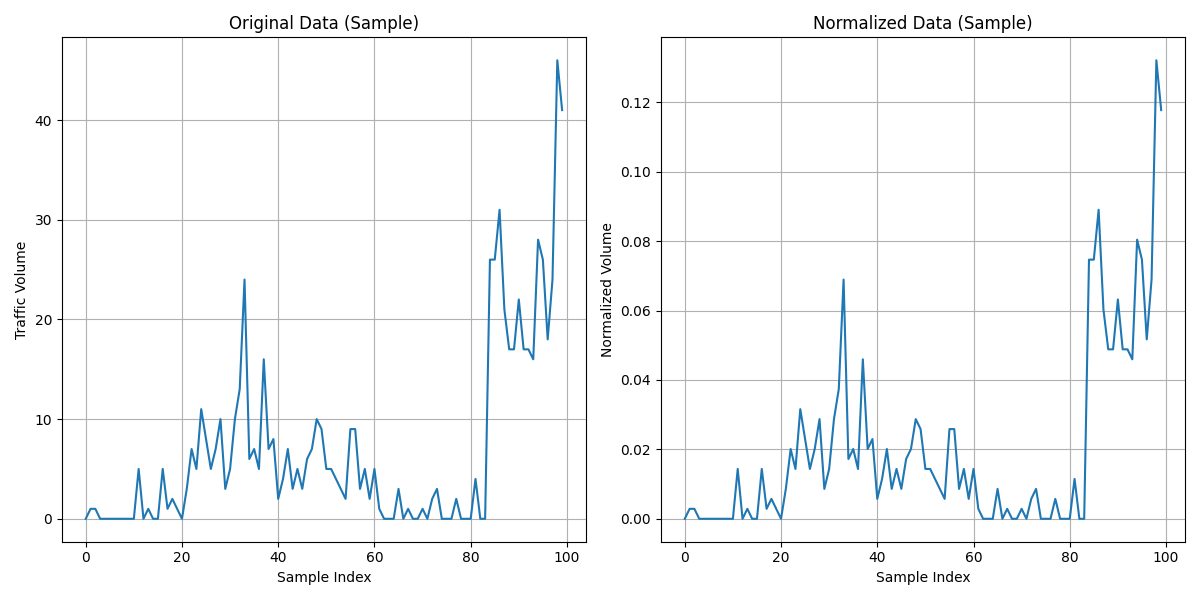 Original Data (Sample)
Traffic Volume
40
30
20
10
0
0 20 40 60 80 100
Sample Index
Normalized Data (Sample)
Normalized Volume
0.12
0.10
0.08
0.06
0.04
0.02
0.00
0 20 40 60 80 100
Sample Index